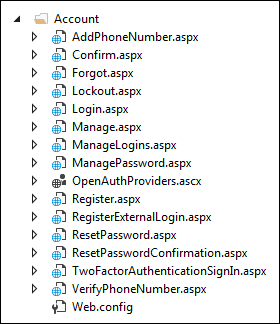 Account
AddPhoneNumber.aspx
Confirm.aspx
Forgot.aspx
Lockout.aspx
Login.aspx
Manage.aspx
ManageLogins.aspx
ManagePassword.aspx
OpenAuthProviders.ascx
Register.aspx
RegisterExternalLogin.aspx
ResetPassword.aspx
ResetPasswordConfirmation.aspx
TwoFactorAuthenticationSignIn.aspx
VerifyPhoneNumber.aspx
Web.config